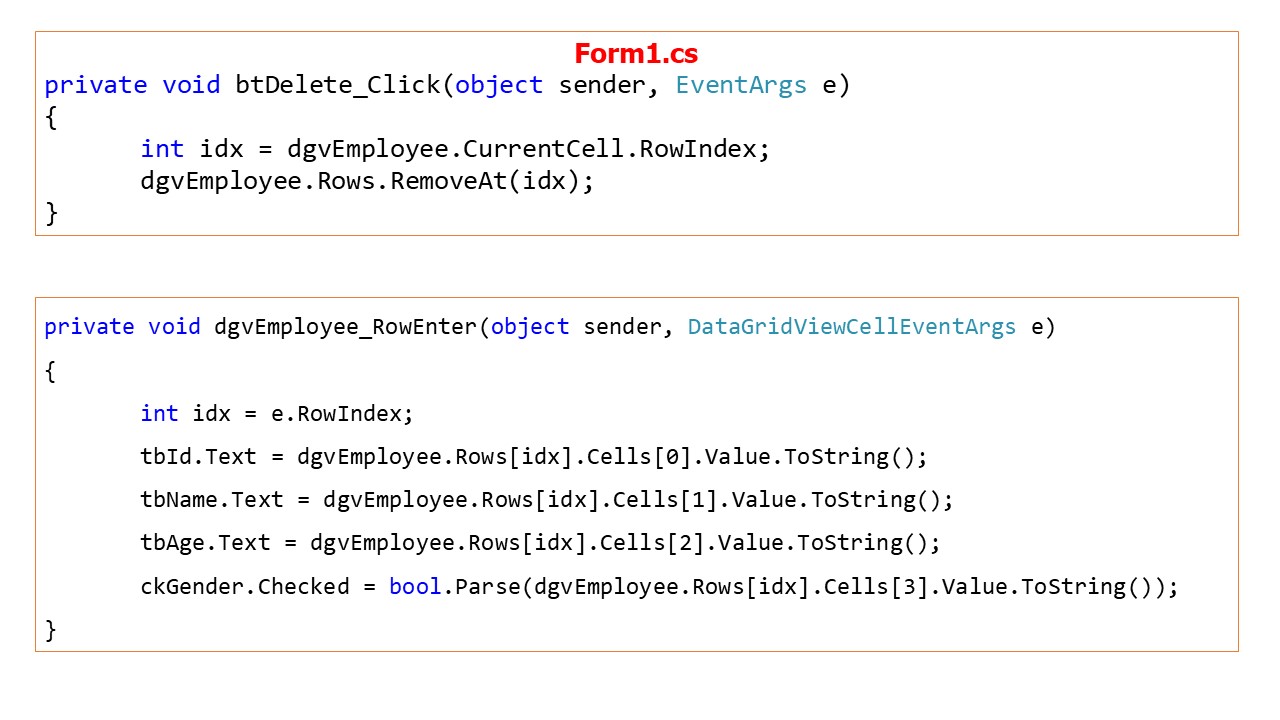 Form1.cs
private void btDelete_Click(object sender, EventArgs e)
{
int idx = dgvEmployee.CurrentCell.RowIndex;
dgvEmployee.Rows.RemoveAt(idx);
}
private void dgvEmployee_RowEnter(object sender, DataGridViewCellEventArgs e)
{
int idx = e.RowIndex;
tbId.Text = dgvEmployee.Rows[idx].Cells[0].Value.ToString();
tbName.Text = dgvEmployee.Rows[idx].Cells[1].Value.ToString();
tbAge.Text = dgvEmployee.Rows[idx].Cells[2].Value.ToString();
ckGender.Checked = bool.Parse(dgvEmployee.Rows[idx].Cells[3].Value.ToString());
}